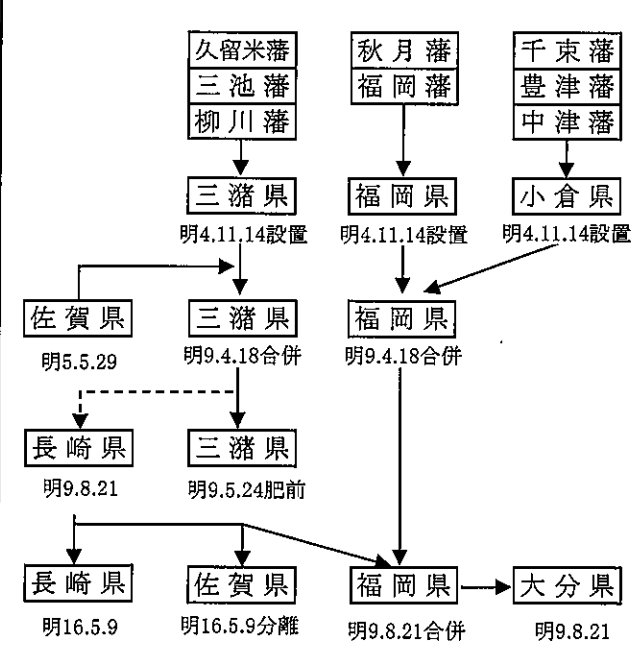 久留米藩
三池藩
柳川藩
秋月藩
福岡藩
千束藩
豊津藩
中津藩
三潴県
福岡県
小倉県
明4.11.14設置
明4.11.14設置
明4.11.14設置
佐賀県
三潴県
福岡県
明5.5.29
明9.4.18合併
明9.4.18合併
長崎県
三潴県
明9.8.21
明9.5.24肥前
長崎県
佐賀県
福岡県
大分県
明16.5.9
明16.5.9分離
明9.8.21合併
明9.8.21